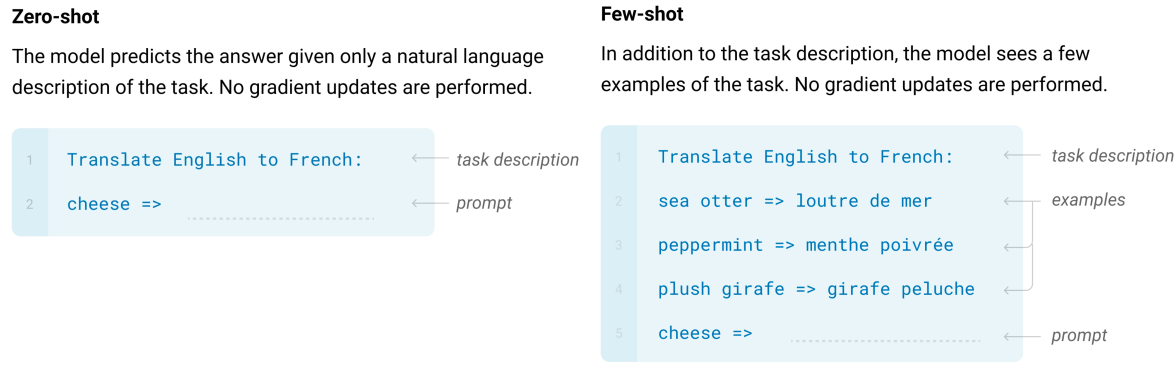 Zero-shot
The model predicts the answer given only a natural language
description of the task. No gradient updates are performed.
1 Translate English to French: task description
2 cheese => prompt
Few-shot
In addition to the task description, the model sees a few
examples of the task. No gradient updates are performed.
1 Translate English to French: task description
2 sea otter => loutre de mer examples
3 peppermint => menthe poivrée
4 plush girafe => girafe peluche
5 cheese => prompt